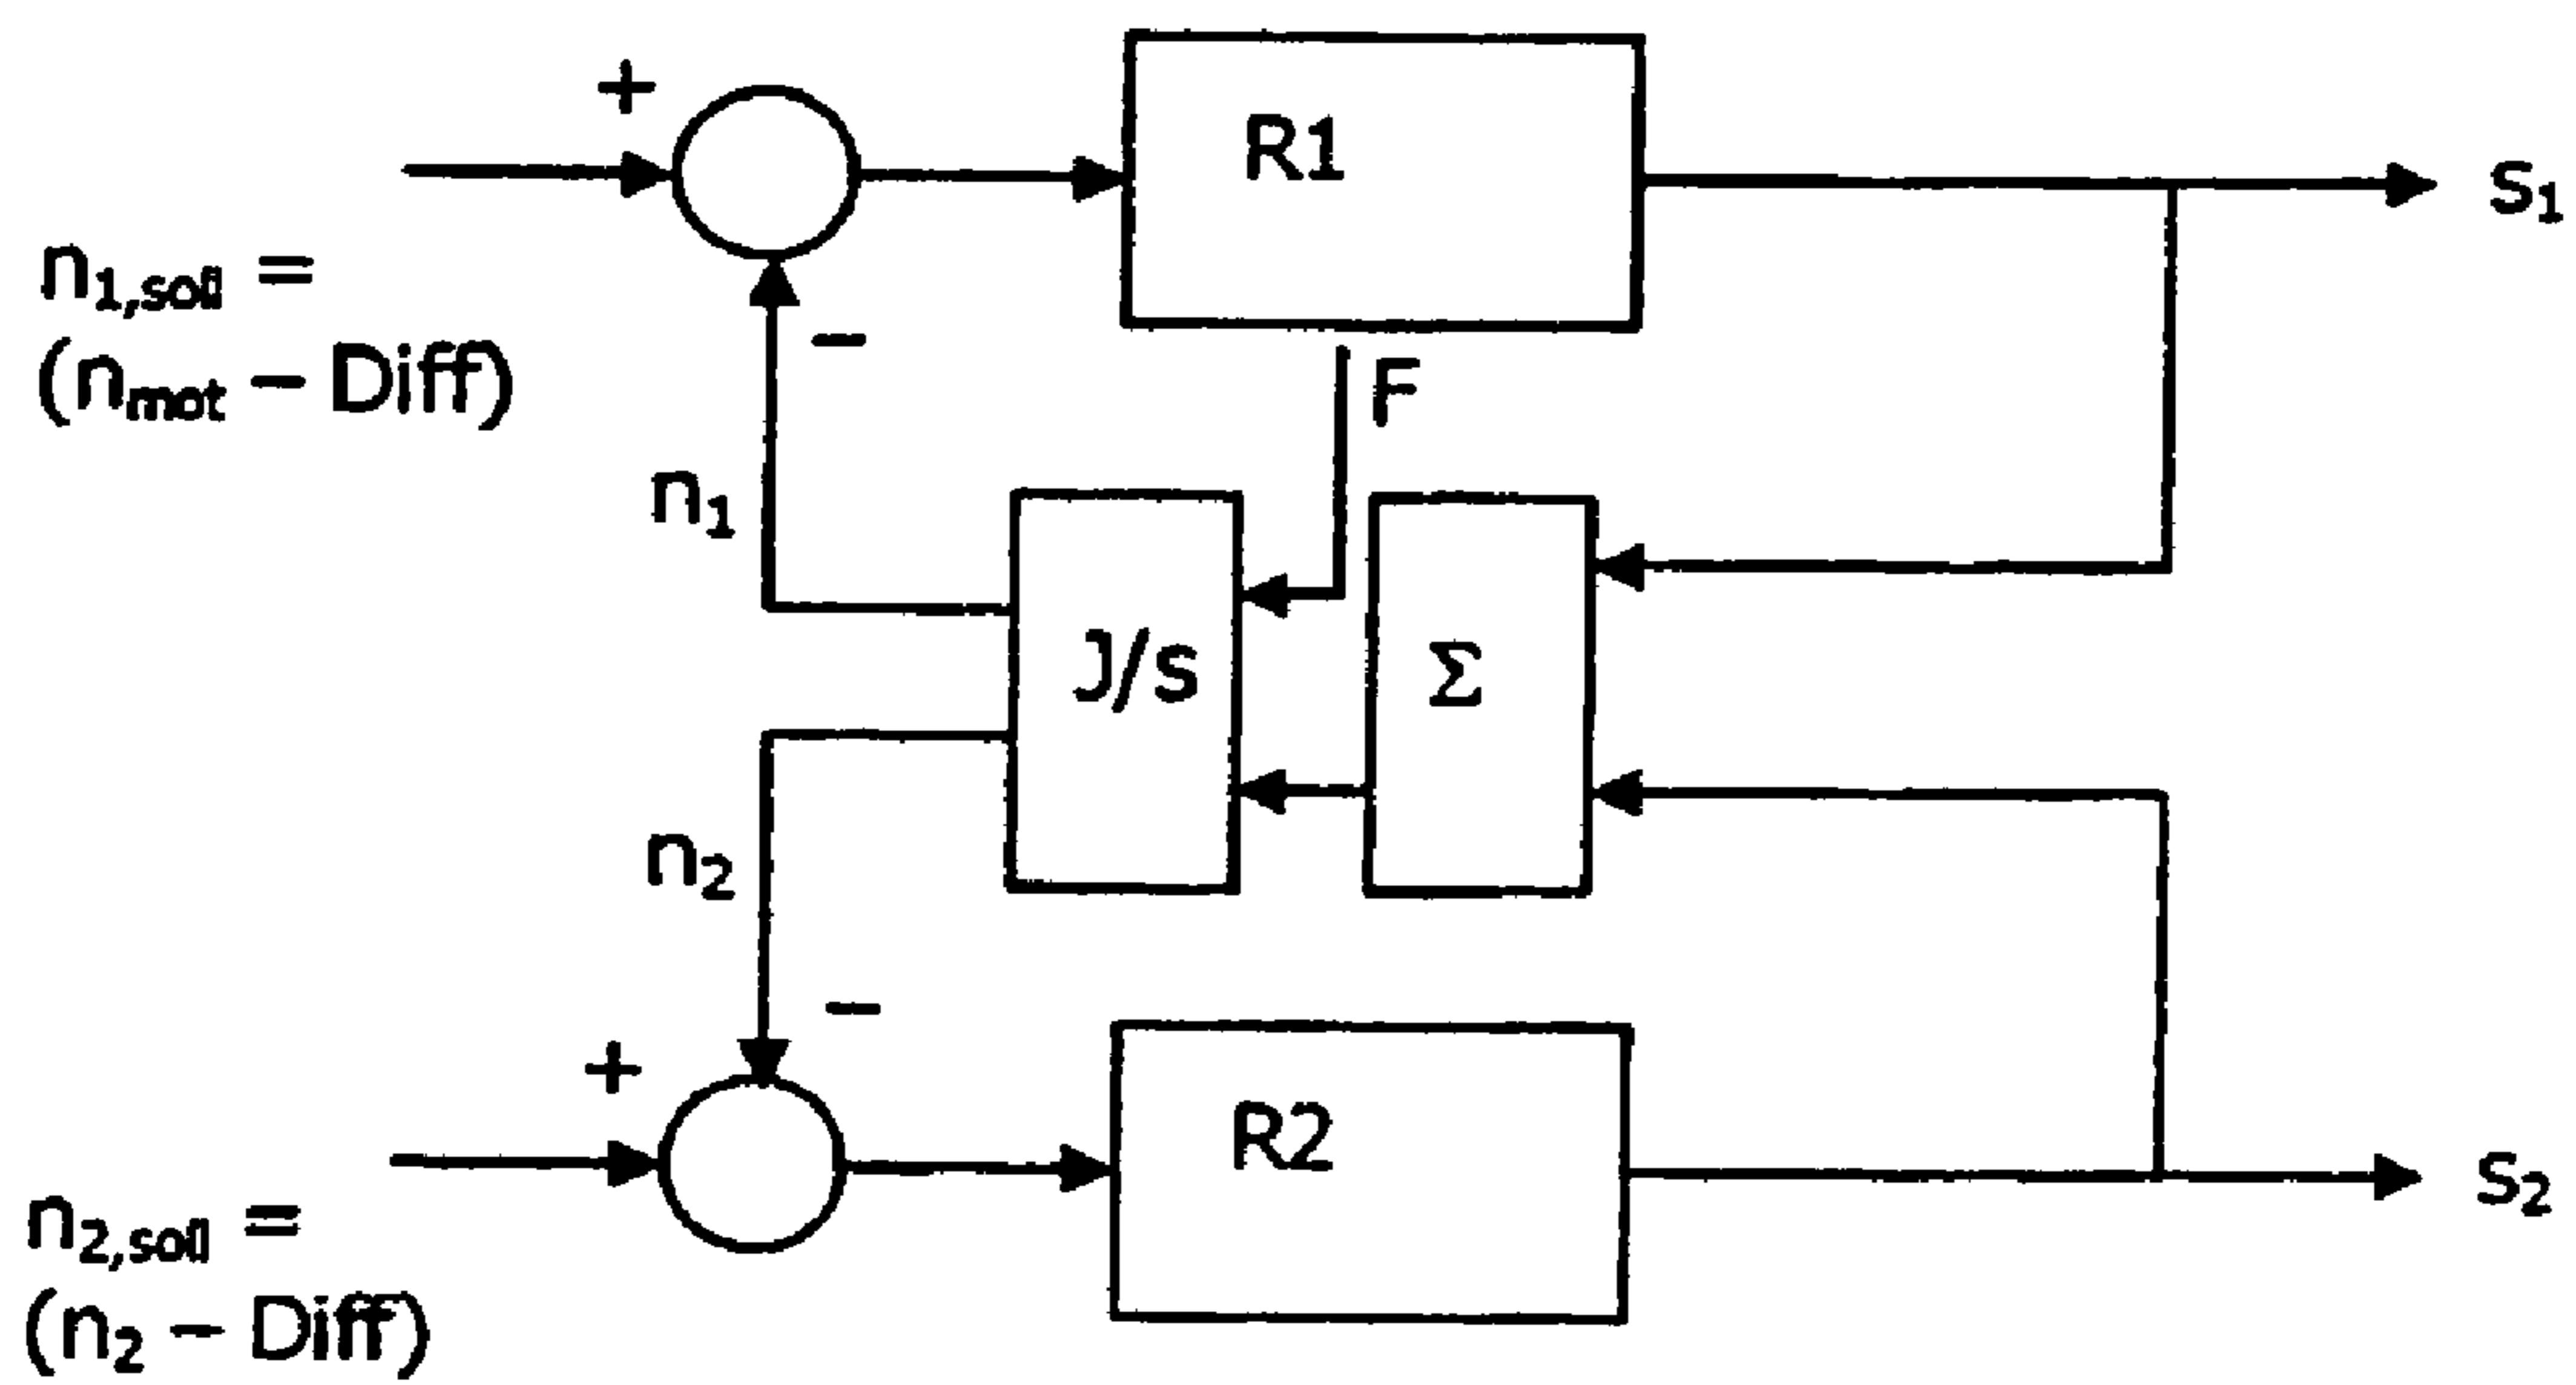 +
R1
s₁
n₁,soll =
(nmot − Diff)
−
F
n₁
J/s
Σ
n₂
−
+
R2
s₂
n₂,soll =
(n₂ − Diff)